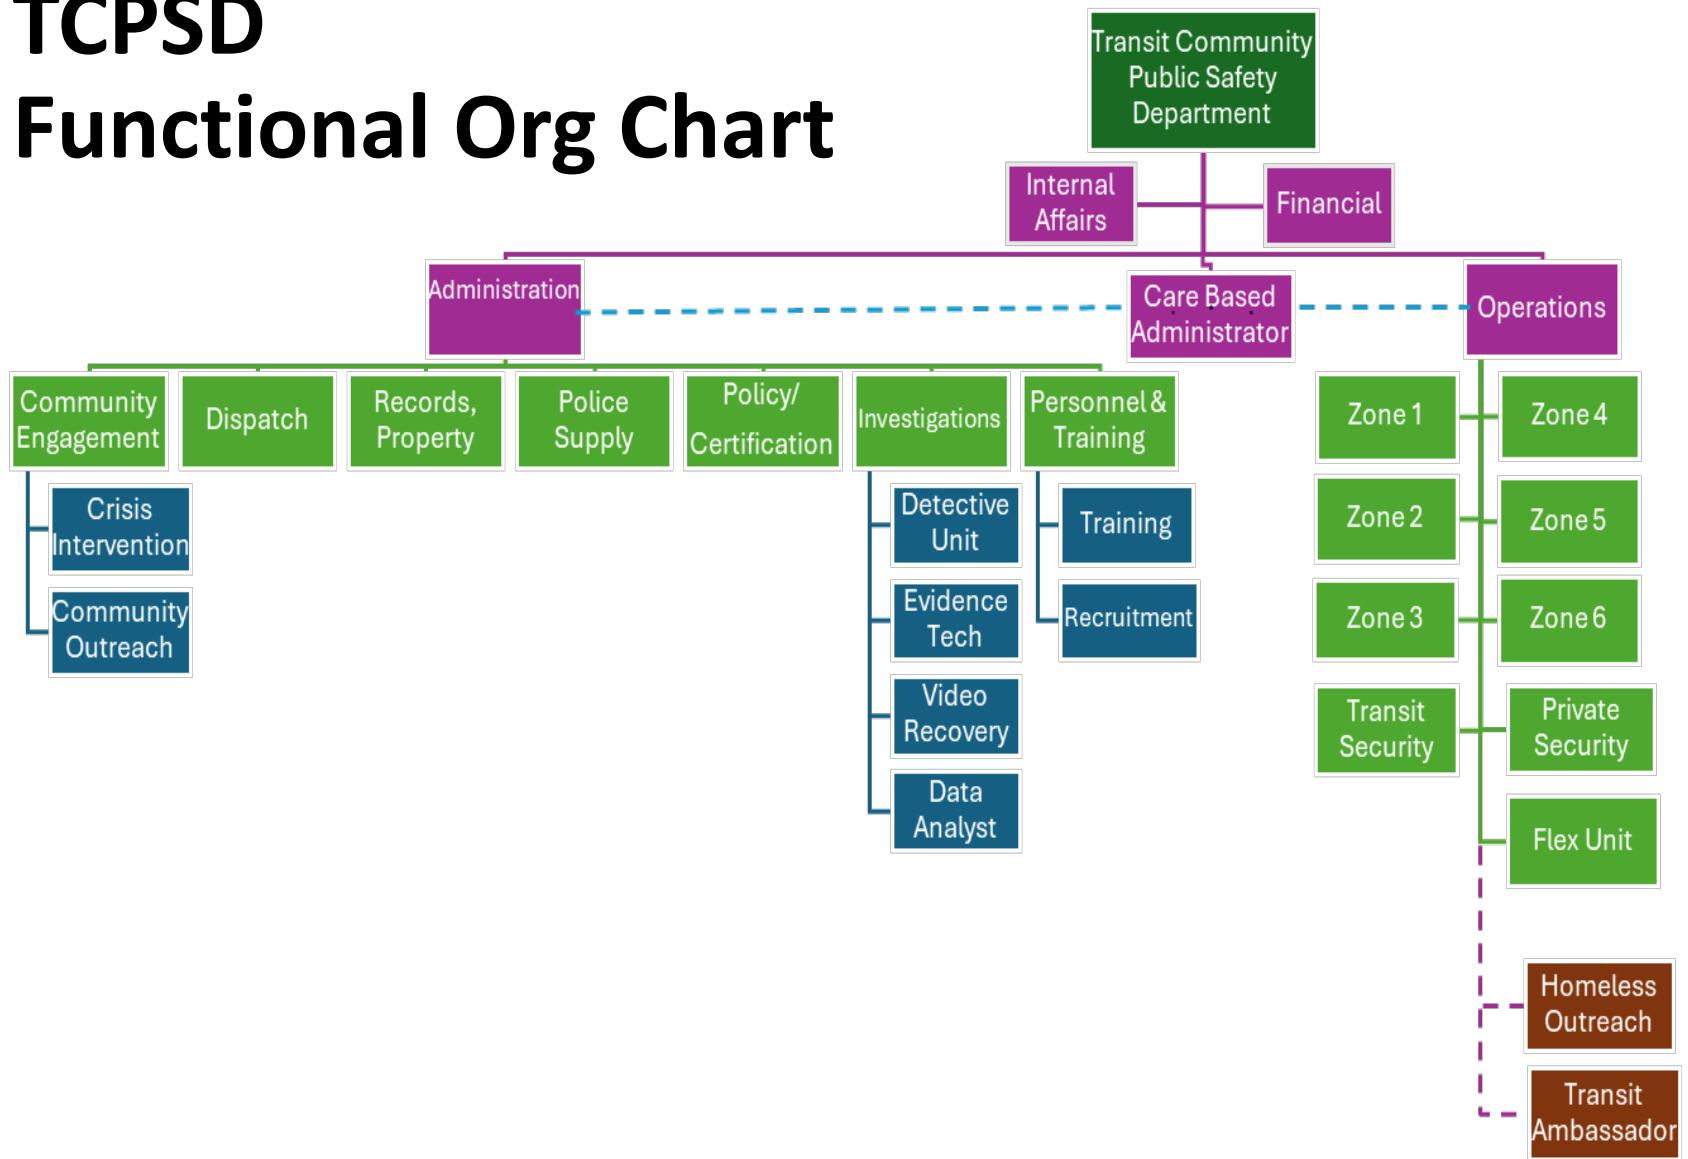 TCPSD
Functional Org Chart
Transit Community
Public Safety
Department
Internal
Affairs
Financial
Administration
Care Based
Administrator
Operations
Community
Engagement
Dispatch
Records,
Property
Police
Supply
Policy/
Certification
Investigations
Personnel &
Training
Crisis
Intervention
Community
Outreach
Detective
Unit
Evidence
Tech
Video
Recovery
Data
Analyst
Training
Recruitment
Zone 1
Zone 4
Zone 2
Zone 5
Zone 3
Zone 6
Transit
Security
Private
Security
Flex Unit
Homeless
Outreach
Transit
Ambassador